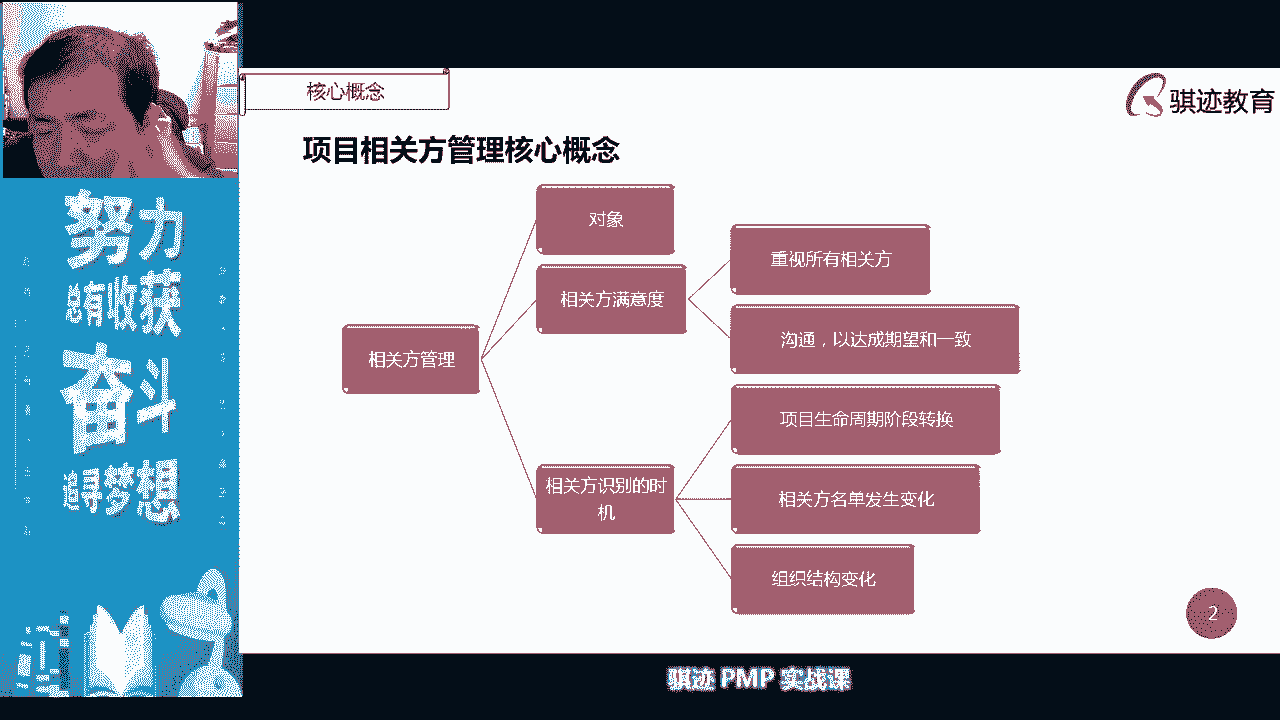 核心概念
骐迹教育
项目相关方管理核心概念
努力
总有收获
奋斗
追寻梦想
相关方管理
对象
相关方满意度
重视所有相关方
沟通，以达成期望和一致
相关方识别的时
机
项目生命周期阶段转换
相关方名单发生变化
组织结构变化
2
骐迹 PMP 实战课